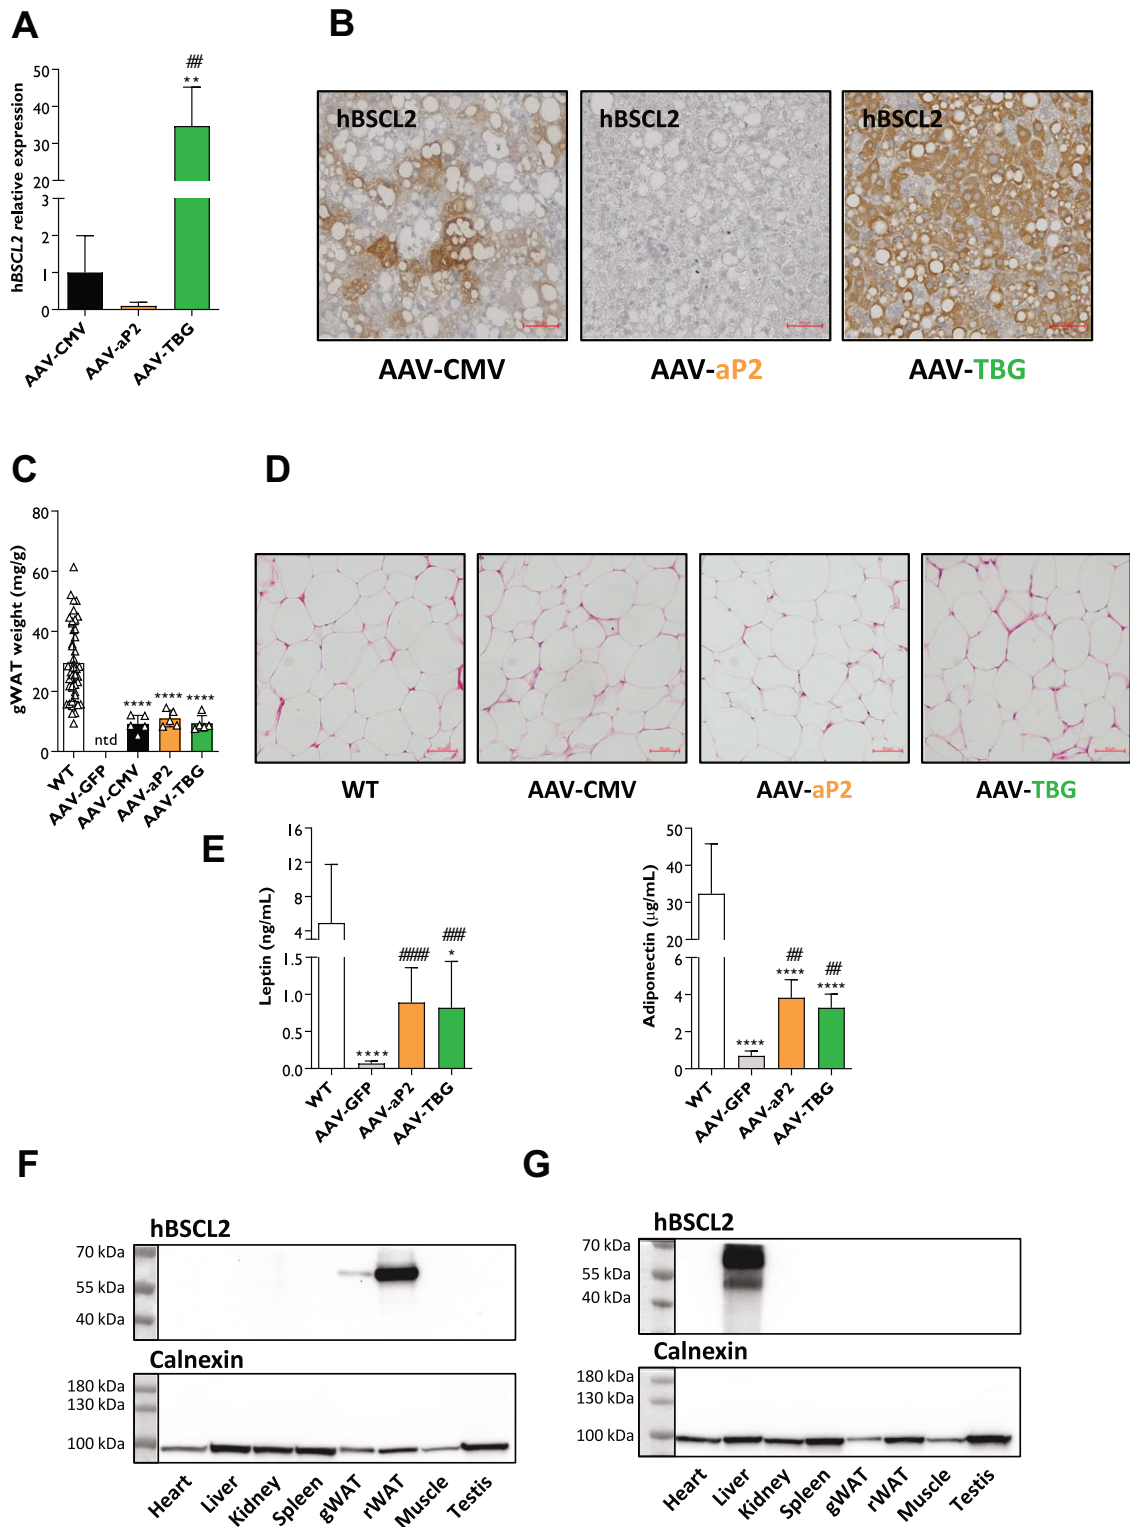 A
B
hBSCL2 relative expression
50
40
30
20
3
2
1
0
##
**
AAV-CMV
AAV-aP2
AAV-TBG
hBSCL2
hBSCL2
hBSCL2
AAV-CMV
AAV-aP2
AAV-TBG
C
D
gWAT weight (mg/g)
80
60
40
20
0
ntd
****
****
****
WT
AAV-GFP
AAV-CMV
AAV-aP2
AAV-TBG
WT
AAV-CMV
AAV-aP2
AAV-TBG
E
Leptin (ng/mL)
16
12
8
4
1.5
1.0
0.5
0.0
****
####
###
*
WT
AAV-GFP
AAV-aP2
AAV-TBG
Adiponectin (μg/mL)
50
40
30
20
6
4
2
0
****
##
****
##
****
WT
AAV-GFP
AAV-aP2
AAV-TBG
F
hBSCL2
70 kDa
55 kDa
40 kDa
Calnexin
180 kDa
130 kDa
100 kDa
Heart
Liver
Kidney
Spleen
gWAT
rWAT
Muscle
Testis
G
hBSCL2
70 kDa
55 kDa
40 kDa
Calnexin
180 kDa
130 kDa
100 kDa
Heart
Liver
Kidney
Spleen
gWAT
rWAT
Muscle
Testis